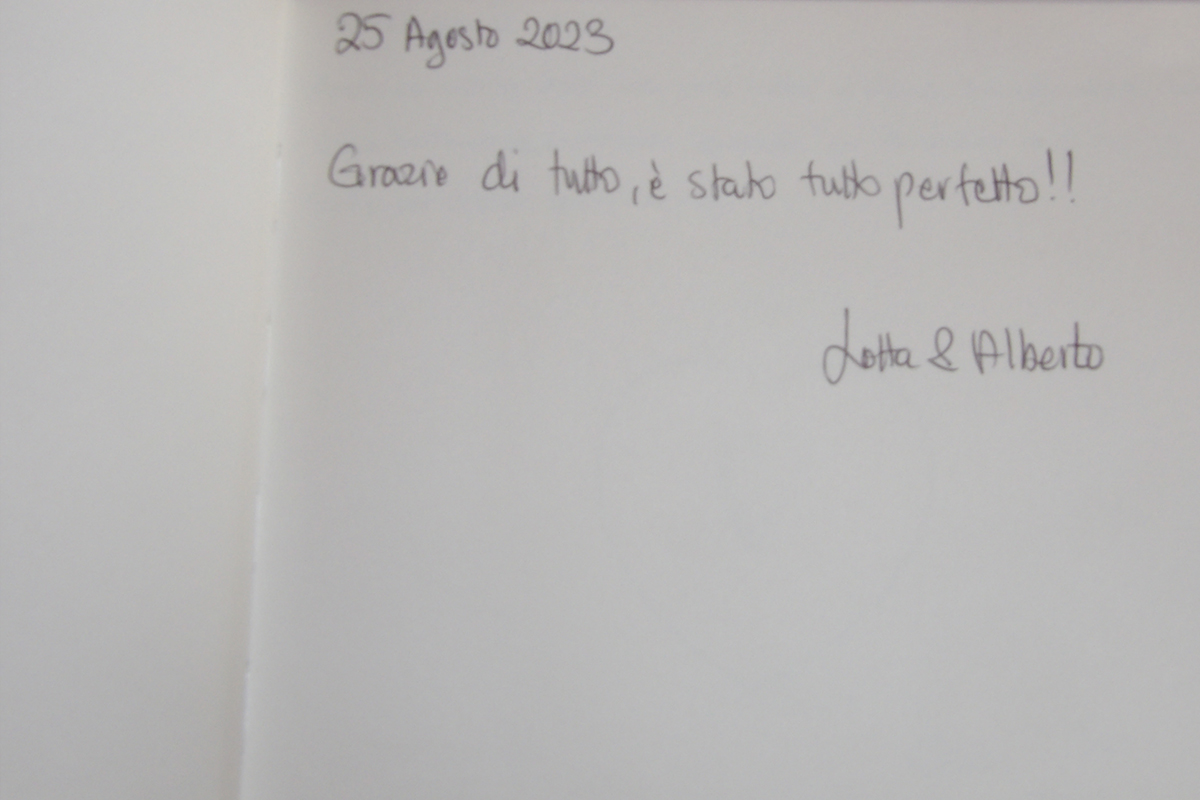 25 Agosto 2023
Grazie di tutto, è stato tutto perfetto!!
Lotta & Alberto